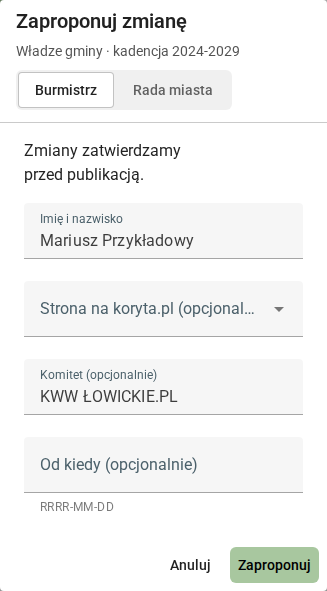 Zaproponuj zmianę
Władze gminy · kadencja 2024-2029
Burmistrz
Rada miasta
Zmiany zatwierdzamy
przed publikacją.
Imię i nazwisko
Mariusz Przykładowy
Strona na koryta.pl (opcjonal...
Komitet (opcjonalnie)
KWW ŁOWICKIE.PL
Od kiedy (opcjonalnie)
RRRR-MM-DD
Anuluj
Zaproponuj